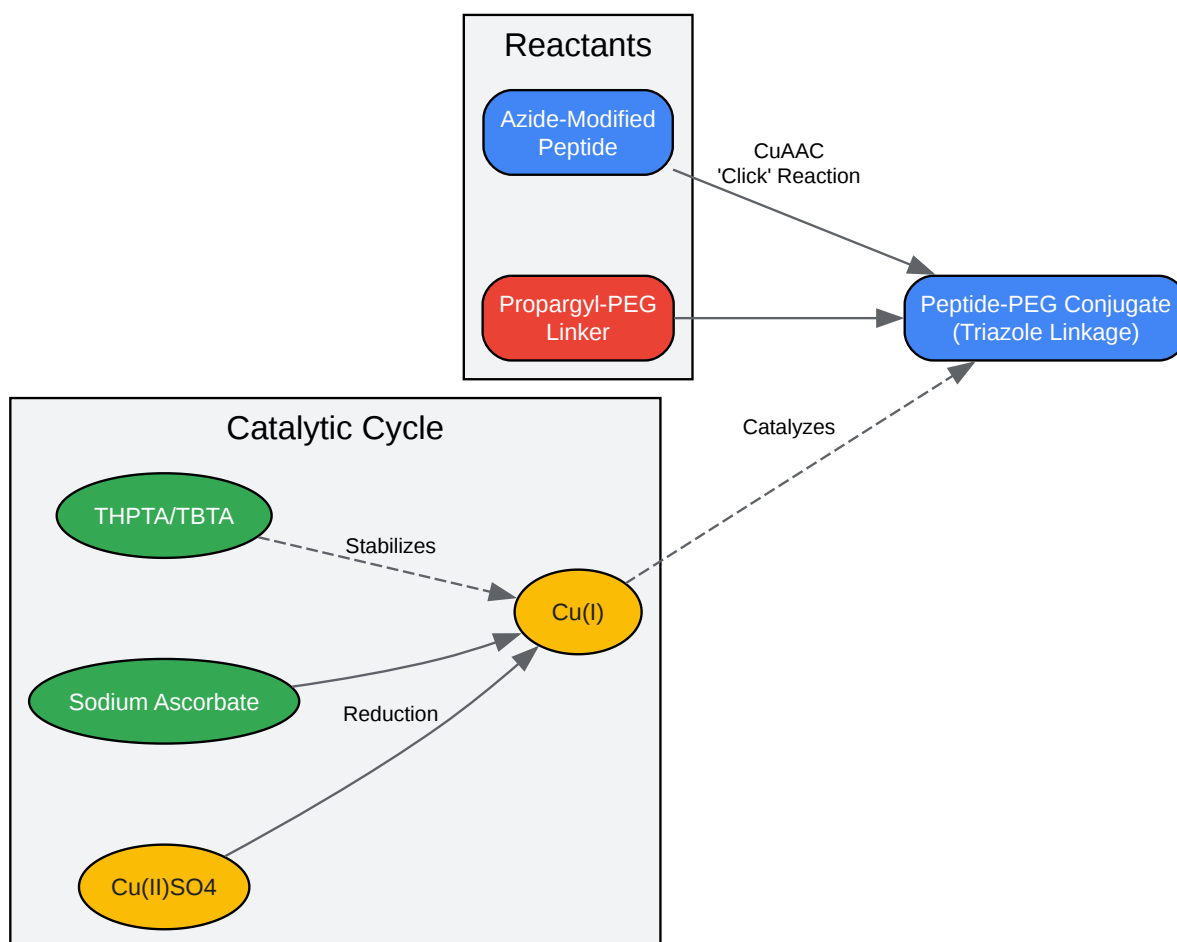 Reactants
Azide-Modified
Peptide
CuAAC
'Click' Reaction
Propargyl-PEG
Linker
Peptide-PEG Conjugate
(Triazole Linkage)
Catalytic Cycle
Catalyzes
THPTA/TBTA
Stabilizes
Cu(I)
Sodium Ascorbate
Reduction
Cu(II)SO4